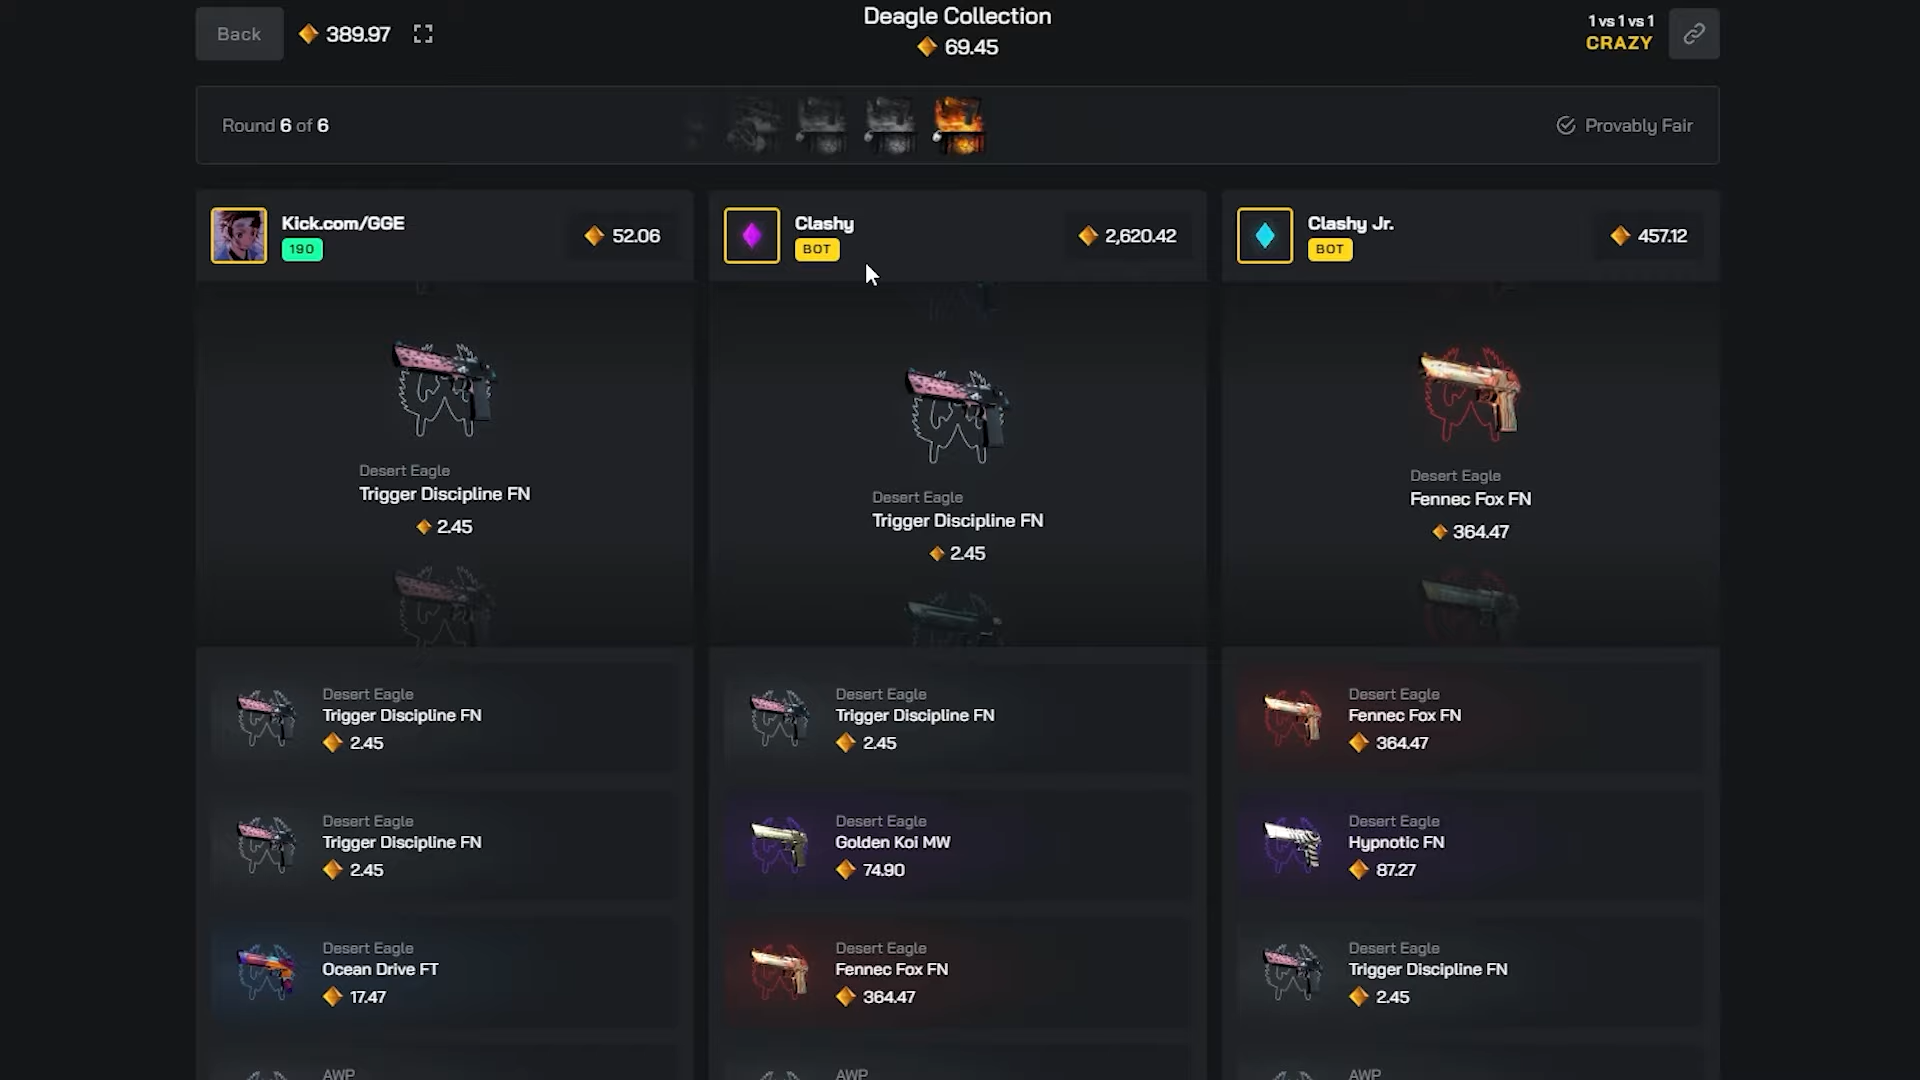 Back
389.97
Deagle Collection
69.45
1 vs 1 vs 1
CRAZY
Round 6 of 6
Provably Fair
Kick.com/GGE
190
52.06
Clashy
BOT
2,620.42
Clashy Jr.
BOT
457.12
Desert Eagle
Trigger Discipline FN
2.45
Desert Eagle
Trigger Discipline FN
2.45
Desert Eagle
Fennec Fox FN
364.47
Desert Eagle
Trigger Discipline FN
2.45
Desert Eagle
Trigger Discipline FN
2.45
Desert Eagle
Ocean Drive FT
17.47
AWP
Desert Eagle
Trigger Discipline FN
2.45
Desert Eagle
Golden Koi MW
74.90
Desert Eagle
Fennec Fox FN
364.47
AWP
Desert Eagle
Fennec Fox FN
364.47
Desert Eagle
Hypnotic FN
87.27
Desert Eagle
Trigger Discipline FN
2.45
AWP